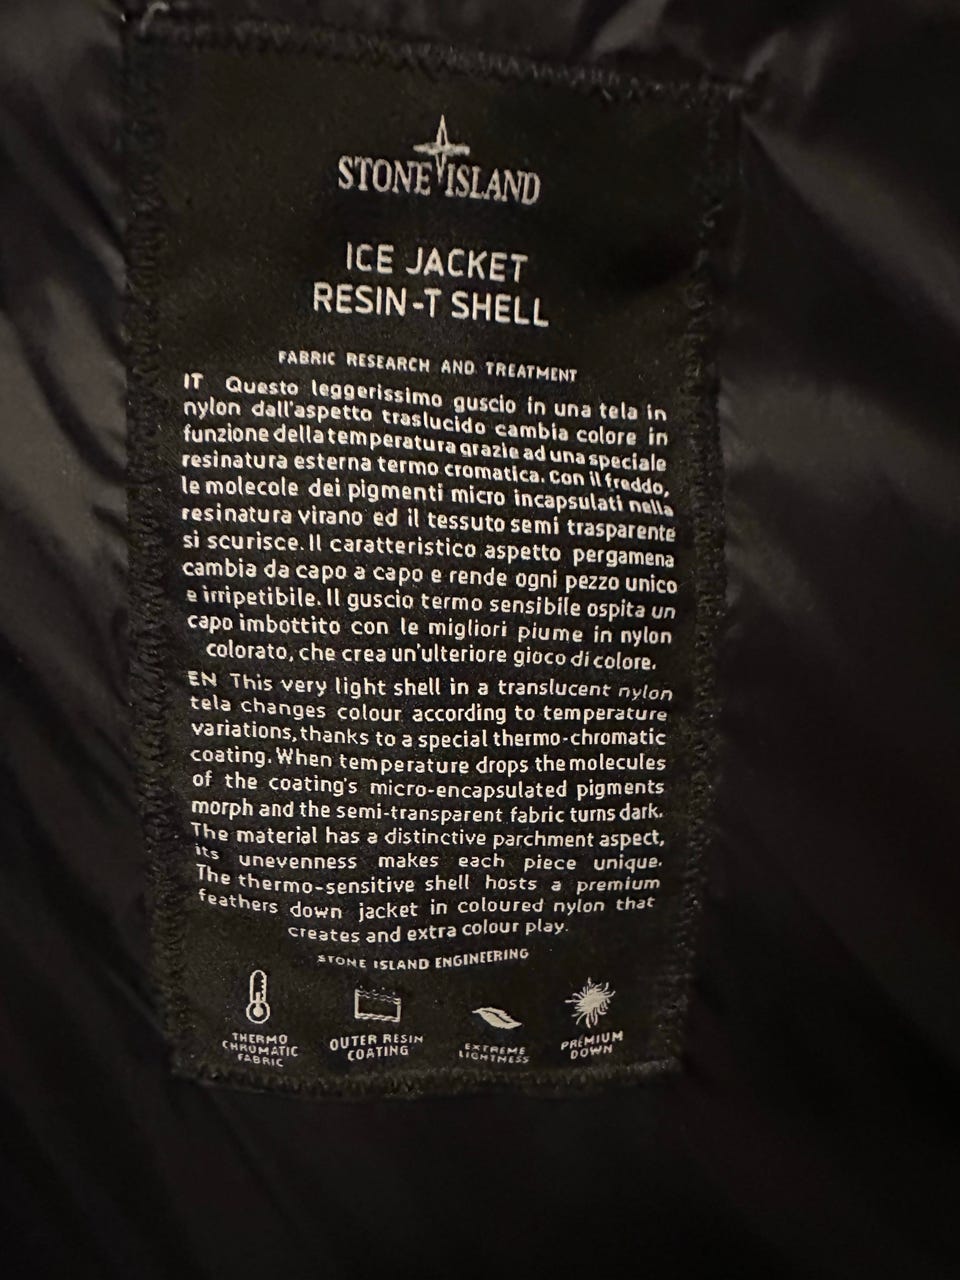 STONE ISLAND
ICE JACKET
RESIN-T SHELL
FABRIC RESEARCH AND TREATMENT
IT Questo leggerissimo guscio in una tela in
nylon dall'aspetto traslucido cambia colore in
funzione della temperatura grazie ad una speciale
resinatura esterna termo cromatica. Con il freddo,
le molecole dei pigmenti micro incapsulati nella
resinatura virano ed il tessuto semi trasparente
si scurisce. Il caratteristico aspetto pergamena
cambia da capo a capo e rende ogni pezzo unico
e irripetibile. Il guscio termo sensibile ospita un
capo imbottito con le migliori piume in nylon
colorato, che crea un'ulteriore gioco di colore.
EN This very light shell in a translucent nylon
tela changes colour according to temperature
variations, thanks to a special thermo-chromatic
coating. When temperature drops the molecules
of the coating's micro-encapsulated pigments
morph and the semi-transparent fabric turns dark.
The material has a distinctive parchment aspect,
its unevenness makes each piece unique.
The thermo-sensitive shell hosts a premium
feathers down jacket in coloured nylon that
creates and extra colour play.
STONE ISLAND ENGINEERING
THERMO
CHROMATIC
FABRIC
OUTER RESIN
COATING
EXTREME
LIGHTNESS
PREMIUM
DOWN